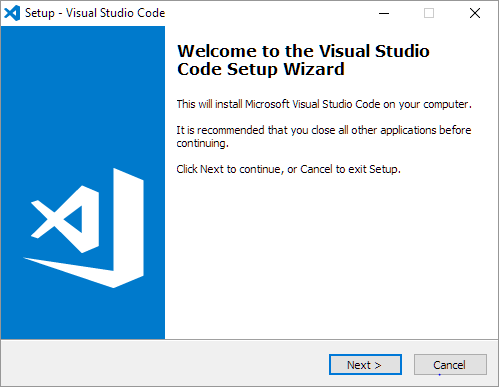 Setup - Visual Studio Code
Welcome to the Visual Studio
Code Setup Wizard
This will install Microsoft Visual Studio Code on your computer.
It is recommended that you close all other applications before
continuing.
Click Next to continue, or Cancel to exit Setup.
Next >
Cancel